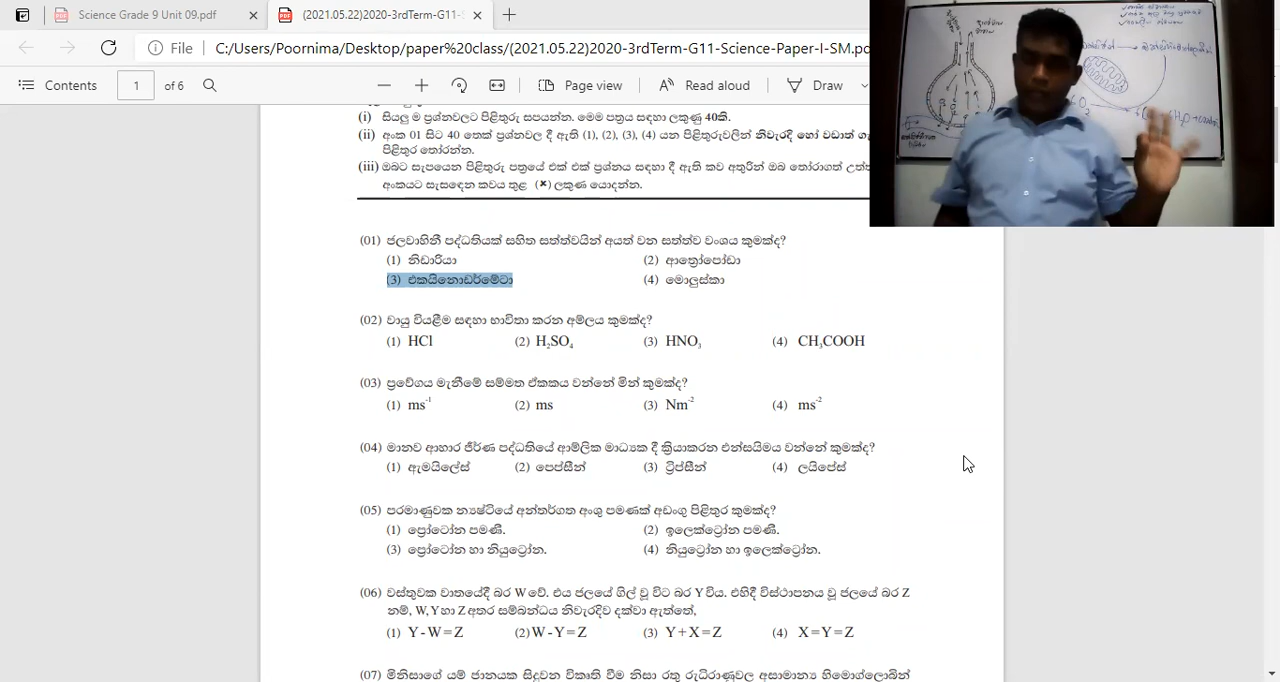 Science Grade 9 Unit 09.pdf
(2021.05.22)2020-3rdTerm-G11-S
File C:/Users/Poornima/Desktop/paper%20class/(2021.05.22)2020-3rdTerm-G11-Science-Paper-I-SM.pd
Contents 1 of 6 Page view Read aloud Draw
(i) සියලු ම ප්‍රශ්නවලට පිළිතුරු සපයන්න. මෙම පත්‍රය සඳහා ලකුණු 40කි.
(ii) අංක 01 සිට 40 තෙක් ප්‍රශ්නවල දී ඇති (1), (2), (3), (4) යන පිළිතුරුවලින් නිවැරදි හෝ වඩාත්
පිළිතුර තෝරන්න.
(iii) ඔබට සැපයෙන පිළිතුරු පත්‍රයේ එක් එක් ප්‍රශ්නය සඳහා දී ඇති කව අතුරින් ඔබ තෝරාගත්
අංකයට සැසඳෙන කවය තුළ (×) ලකුණ යොදන්න.
(01) ජලවාහිනී පද්ධතියක් සහිත සත්ත්වයින් අයත් වන සත්ත්ව වංශය කුමක්ද?
(1) නිඩාරියා (2) ආත්‍රෝපෝඩා
(3) එකයිනොඩර්මේටා (4) මොලුස්කා
(02) වායු වියළීම සඳහා භාවිතා කරන අම්ලය කුමක්ද?
(1) HCl (2) H₂SO₄ (3) HNO₃ (4) CH₃COOH
(03) ප්‍රවේගය මැනීමේ සම්මත ඒකකය වන්නේ මින් කුමක්ද?
(1) ms⁻¹ (2) ms (3) Nm⁻² (4) ms⁻²
(04) මානව ආහාර ජීර්ණ පද්ධතියේ ආම්ලික මාධ්‍යක දී ක්‍රියාකරන එන්සයිමය වන්නේ කුමක්ද?
(1) ඇමයිලේස් (2) පෙප්සීන් (3) ට්‍රිප්සීන් (4) ලයිපේස්
(05) පරමාණුවක න්‍යෂ්ටියේ අන්තර්ගත අංශු පමණක් අඩංගු පිළිතුර කුමක්ද?
(1) ප්‍රෝටෝන පමණි. (2) ඉලෙක්ට්‍රෝන පමණි.
(3) ප්‍රෝටෝන හා නියුට්‍රෝන. (4) නියුට්‍රෝන හා ඉලෙක්ට්‍රෝන.
(06) වස්තුවක වාතයේදී බර W වේ. එය ජලයේ ගිල් වූ විට බර Y විය. එහිදී විස්ථාපනය වූ ජලයේ බර Z
නම්, W, Y හා Z අතර සම්බන්ධය නිවැරදිව දක්වා ඇත්තේ,
(1) Y - W = Z (2) W - Y = Z (3) Y + X = Z (4) X = Y = Z
(07) මිනිසාගේ යම් ජානයක සිදුවන විකෘති වීම නිසා රතු රුධිරාණුවල අසාමාන්‍ය හිමොග්ලොබින්